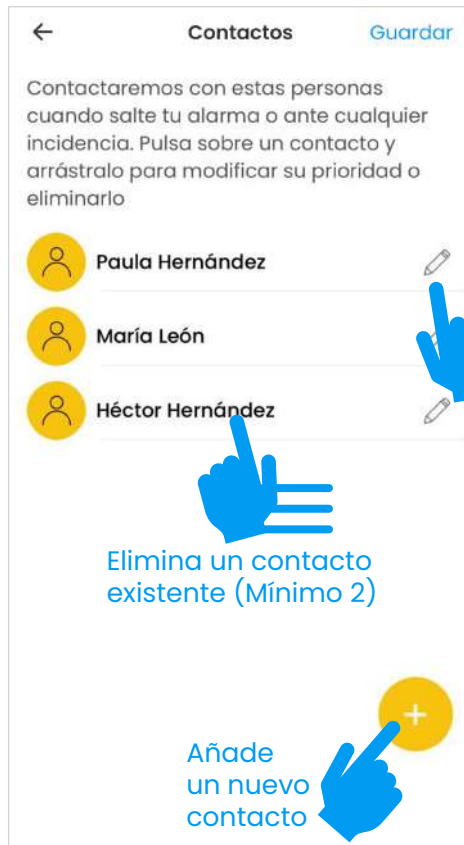 Contactos
Guardar
Contactaremos con estas personas
cuando salte tu alarma o ante cualquier
incidencia. Pulsa sobre un contacto y
arrástralo para modificar su prioridad o
eliminarlo
Paula Hernández
María León
Héctor Hernández
Elimina un contacto
existente (Mínimo 2)
Añade
un nuevo
contacto